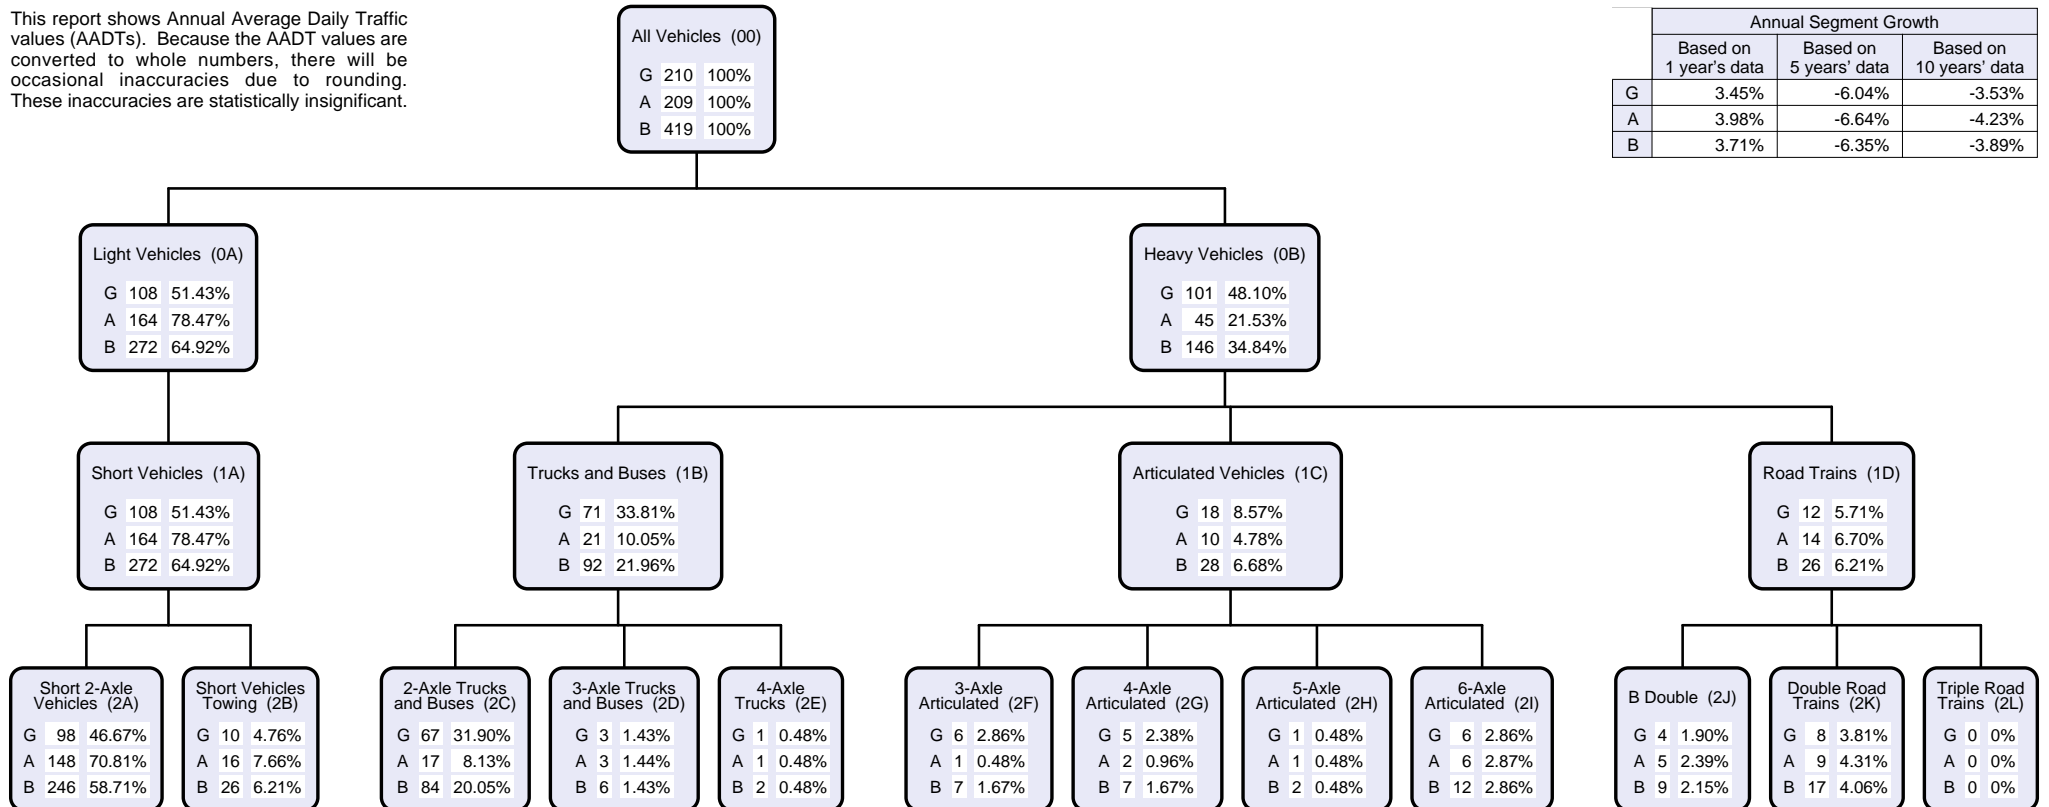 This report shows Annual Average Daily Traffic
values (AADTs). Because the AADT values are
converted to whole numbers, there will be
occasional inaccuracies due to rounding.
These inaccuracies are statistically insignificant.
All Vehicles (00)
G 210 100%
A 209 100%
B 419 100%
Annual Segment Growth
Based on 1 year's data Based on 5 years' data Based on 10 years' data
G 3.45% -6.04% -3.53%
A 3.98% -6.64% -4.23%
B 3.71% -6.35% -3.89%
Light Vehicles (0A)
G 108 51.43%
A 164 78.47%
B 272 64.92%
Heavy Vehicles (0B)
G 101 48.10%
A 45 21.53%
B 146 34.84%
Short Vehicles (1A)
G 108 51.43%
A 164 78.47%
B 272 64.92%
Trucks and Buses (1B)
G 71 33.81%
A 21 10.05%
B 92 21.96%
Articulated Vehicles (1C)
G 18 8.57%
A 10 4.78%
B 28 6.68%
Road Trains (1D)
G 12 5.71%
A 14 6.70%
B 26 6.21%
Short 2-Axle
Vehicles (2A)
G 98 46.67%
A 148 70.81%
B 246 58.71%
Short Vehicles
Towing (2B)
G 10 4.76%
A 16 7.66%
B 26 6.21%
2-Axle Trucks
and Buses (2C)
G 67 31.90%
A 17 8.13%
B 84 20.05%
3-Axle Trucks
and Buses (2D)
G 3 1.43%
A 3 1.44%
B 6 1.43%
4-Axle
Trucks (2E)
G 1 0.48%
A 1 0.48%
B 2 0.48%
3-Axle
Articulated (2F)
G 6 2.86%
A 1 0.48%
B 7 1.67%
4-Axle
Articulated (2G)
G 5 2.38%
A 2 0.96%
B 7 1.67%
5-Axle
Articulated (2H)
G 1 0.48%
A 1 0.48%
B 2 0.48%
6-Axle
Articulated (2I)
G 6 2.86%
A 6 2.87%
B 12 2.86%
B Double (2J)
G 4 1.90%
A 5 2.39%
B 9 2.15%
Double Road
Trains (2K)
G 8 3.81%
A 9 4.31%
B 17 4.06%
Triple Road
Trains (2L)
G 0 0%
A 0 0%
B 0 0%